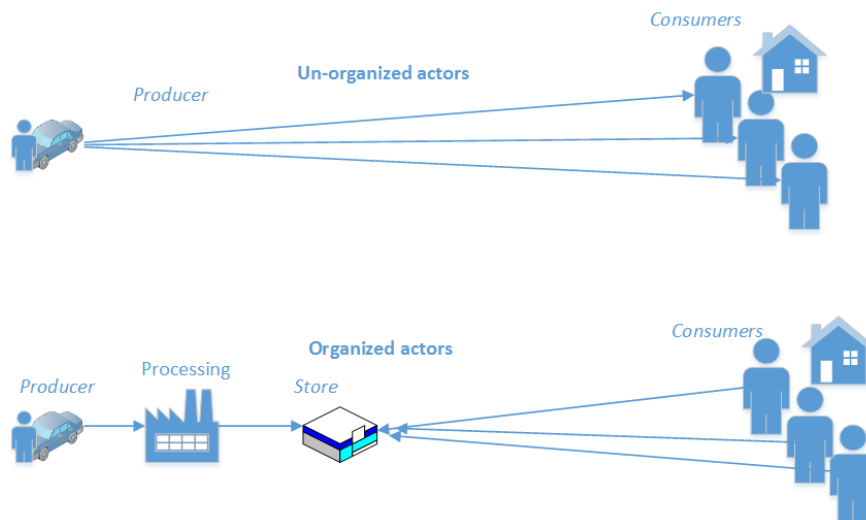 Consumers
Un-organized actors
Producer
Consumers
Organized actors
Processing
Producer
Store